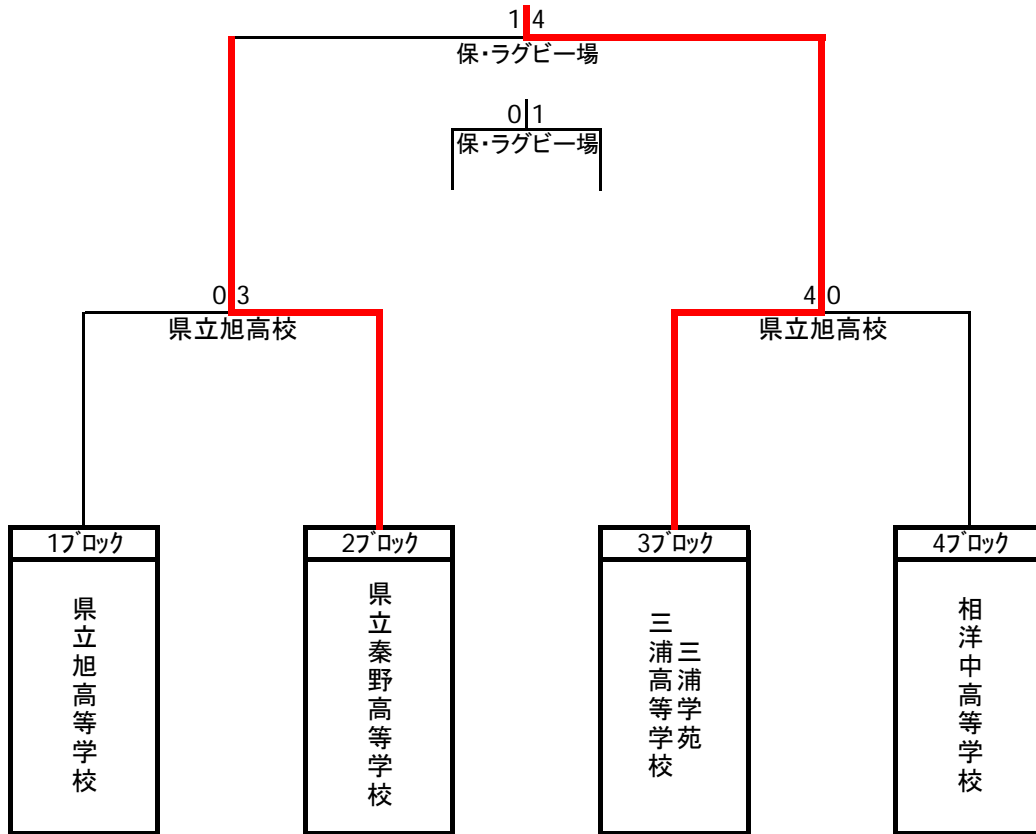 1 4
保・ラグビー場
0 1
保・ラグビー場
0 3
県立旭高校
4 0
県立旭高校
1ブロック
2ブロック
3ブロック
4ブロック
県立旭高等学校
県立秦野高等学校
三浦学苑
三浦高等学校
相洋中高等学校